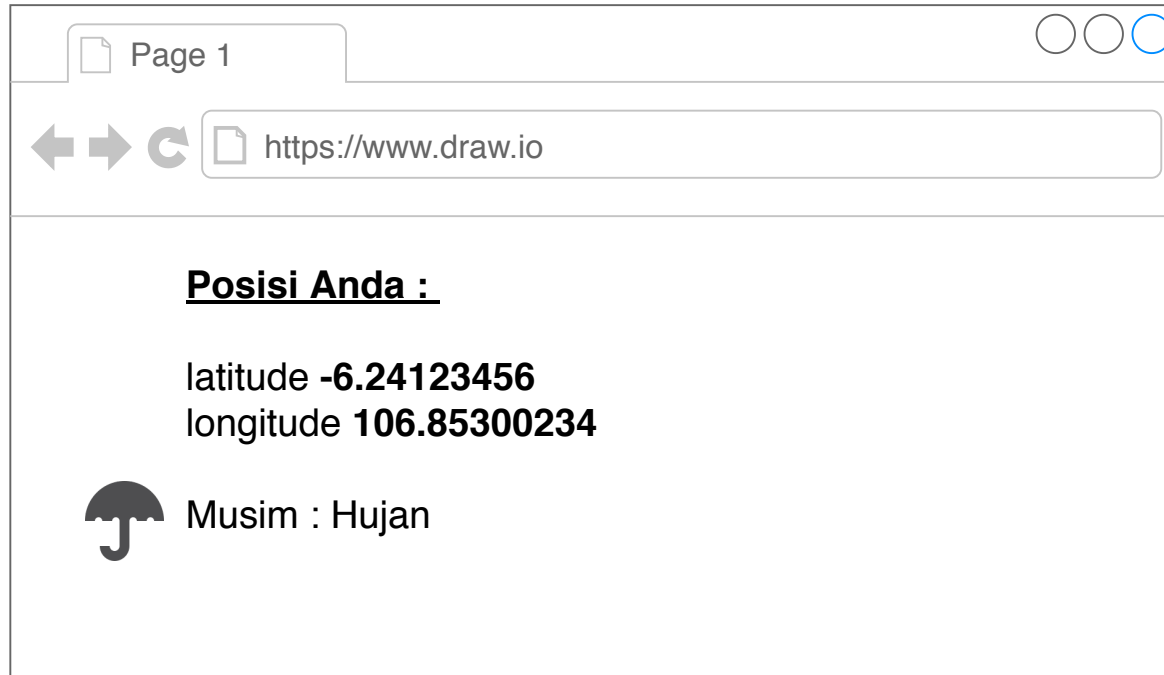 Page 1
https://www.draw.io
Posisi Anda :
latitude -6.24123456
longitude 106.85300234
Musim : Hujan